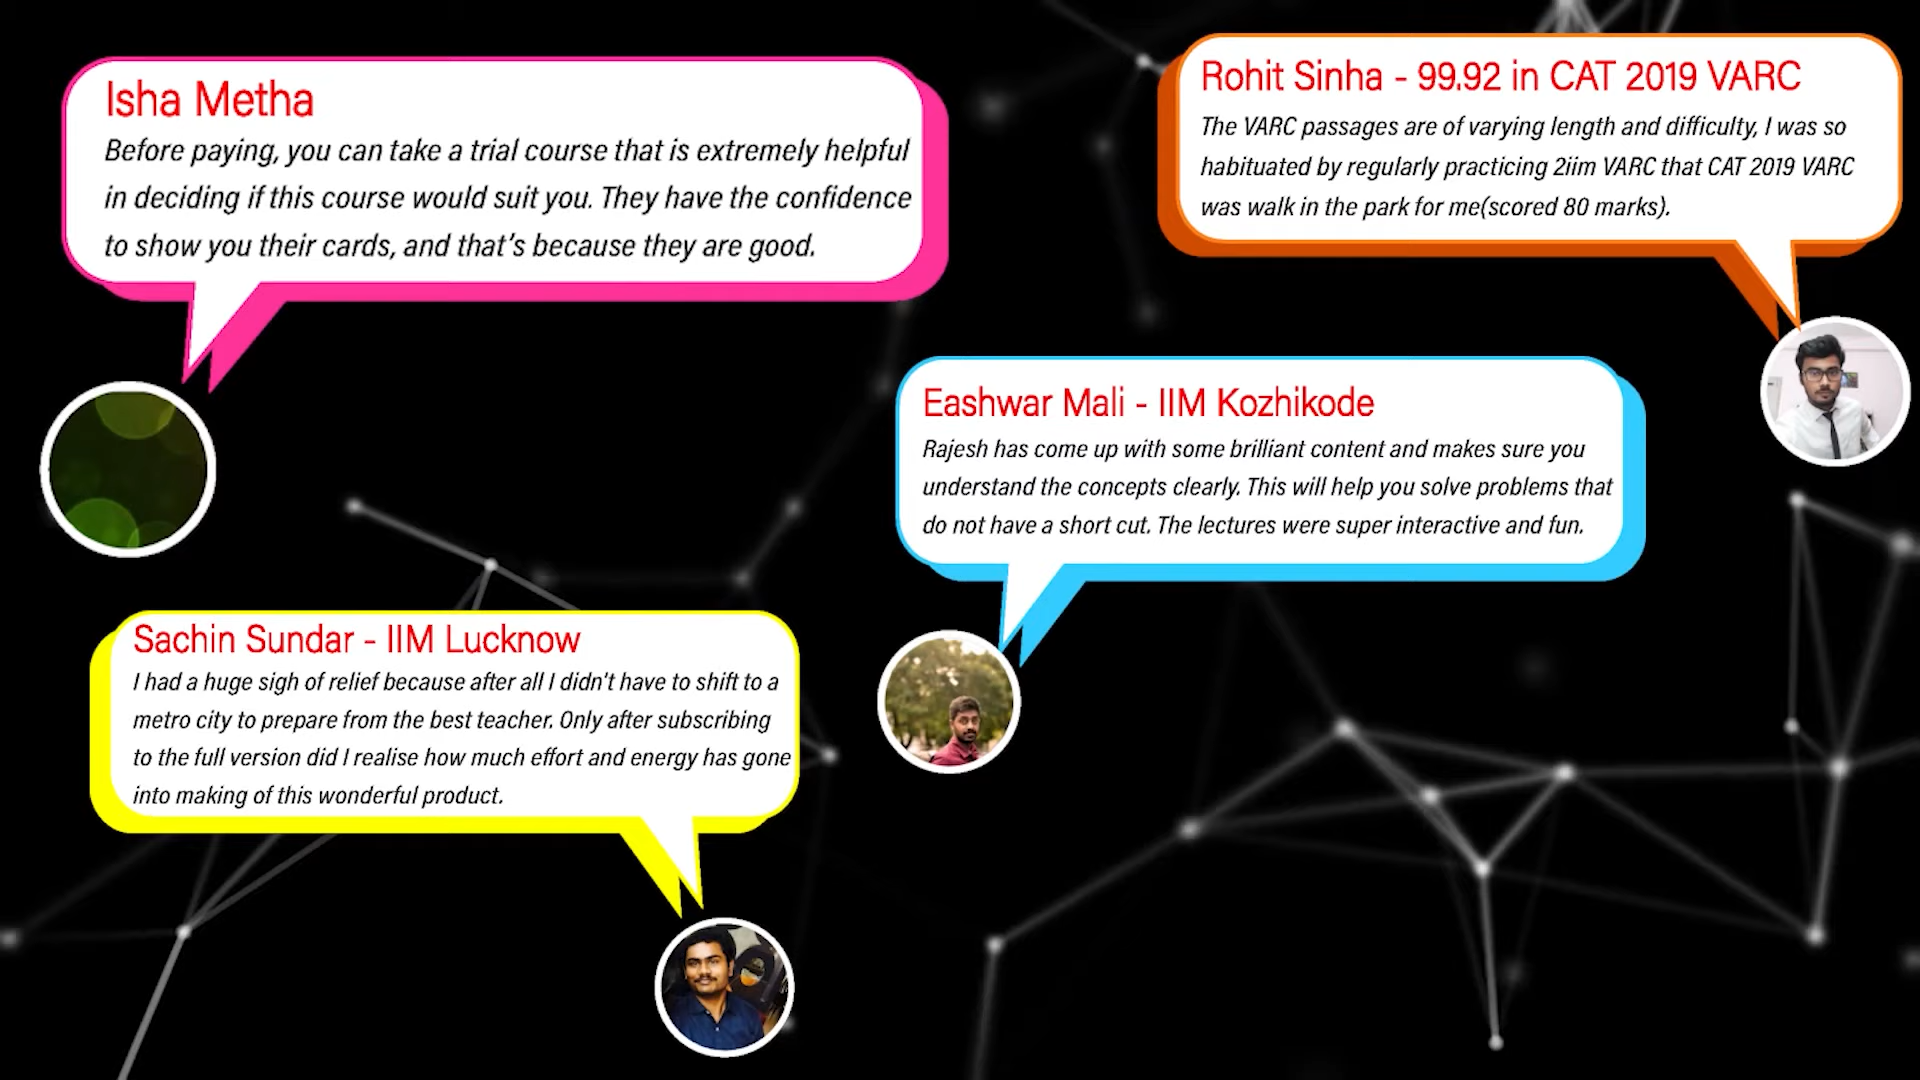 Isha Metha
Before paying, you can take a trial course that is extremely helpful
in deciding if this course would suit you. They have the confidence
to show you their cards, and that's because they are good.
Rohit Sinha - 99.92 in CAT 2019 VARC
The VARC passages are of varying length and difficulty, I was so
habituated by regularly practicing 2iim VARC that CAT 2019 VARC
was walk in the park for me(scored 80 marks).
Eashwar Mali - IIM Kozhikode
Rajesh has come up with some brilliant content and makes sure you
understand the concepts clearly. This will help you solve problems that
do not have a short cut. The lectures were super interactive and fun.
Sachin Sundar - IIM Lucknow
I had a huge sigh of relief because after all I didn't have to shift to a
metro city to prepare from the best teacher. Only after subscribing
to the full version did I realise how much effort and energy has gone
into making of this wonderful product.